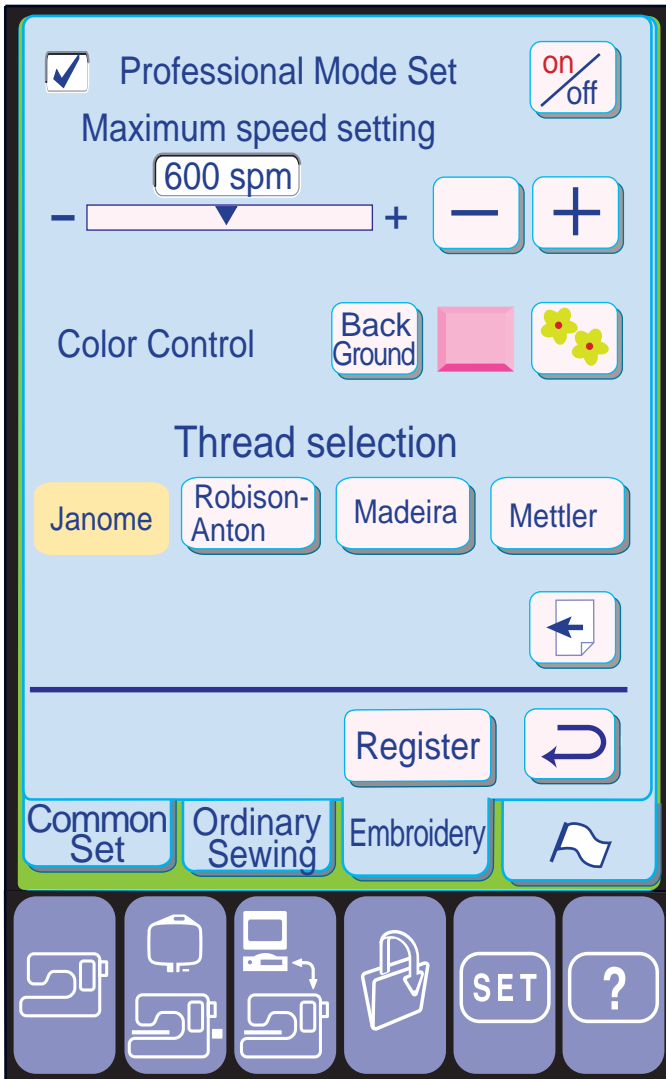 Professional Mode Set
on/off
Maximum speed setting
600 spm
- +
Color Control
Back
Ground
Thread selection
Janome
Robison-
Anton
Madeira
Mettler
Register
Common
Set
Ordinary
Sewing
Embroidery
SET
?